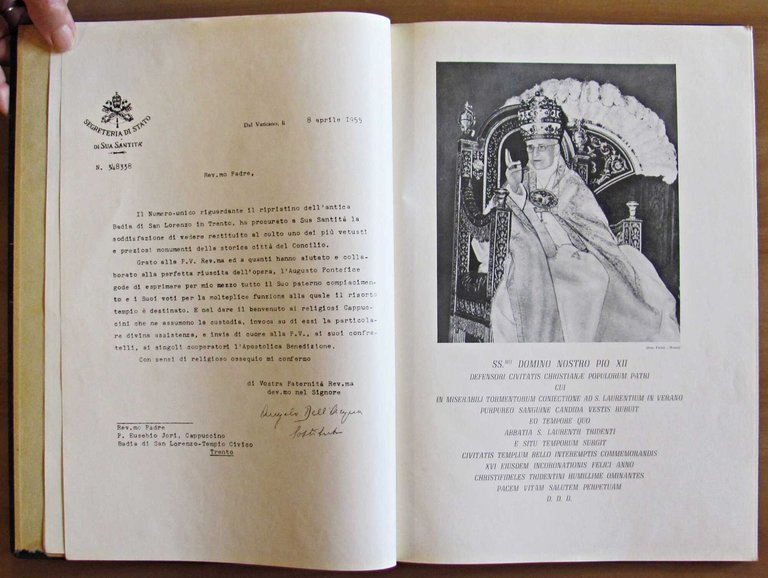 SEGRETERIA DI STATO
DI SUA SANTITÀ
N. 348338
Dal Vaticano, li 8 aprile 1955
Rev.mo Padre,
Il Numero-unico riguardante il ripristino dell'antica
Badia di San Lorenzo in Trento, ha procurato a Sua Santità la
soddisfazione di vedere restituito al culto uno dei più vetusti
e preziosi monumenti della storica città del Concilio.
Grato alla P.V. Rev.ma ed a quanti hanno aiutato e colla-
borato alla perfetta riuscita dell'opera, l'Augusto Pontefice
gode di esprimere per mio mezzo tutto il Suo paterno compiacimen-
to e i Suoi voti per la molteplice funzione alla quale il risorto
tempio è destinato. E nel dare il benvenuto ai religiosi Cappuc-
cini che ne assumono la custodia, invoca su di essi la particola-
re divina assistenza, e invia di cuore alla P.V., ai suoi confra-
telli, ai singoli cooperatori l'Apostolica Benedizione.
Con sensi di religioso ossequio mi confermo
di Vostra Paternità Rev.ma
dev.mo nel Signore
Angelo Dell'Acqua
Sostituto
Rev.mo Padre
P. Eusebio Jori, Cappuccino
Badia di San Lorenzo-Tempio Civico
Trento
SS.MO DOMINO NOSTRO PIO XII
DEFENSORI CIVITATIS CHRISTIANÆ POPULORUM PATRI
CUI
IN MISERABILI TORMENTORUM CONIECTIONE AD S. LAURENTIUM IN VERANO
PURPUREO SANGUINE CANDIDA VESTIS RUBUIT
EO TEMPORE QUO
ABBATIA S. LAURENTII TRIDENTI
E SITU TEMPORUM SURGIT
CIVITATIS TEMPLUM BELLO INTEREMPTIS COMMEMORANDIS
XVI EIUSDEM INCORONATIONIS FELICI ANNO
CHRISTIFIDELES TRIDENTINI HUMILLIME OMINANTES
PACEM VITAM SALUTEM PERPETUAM
D. D. D.